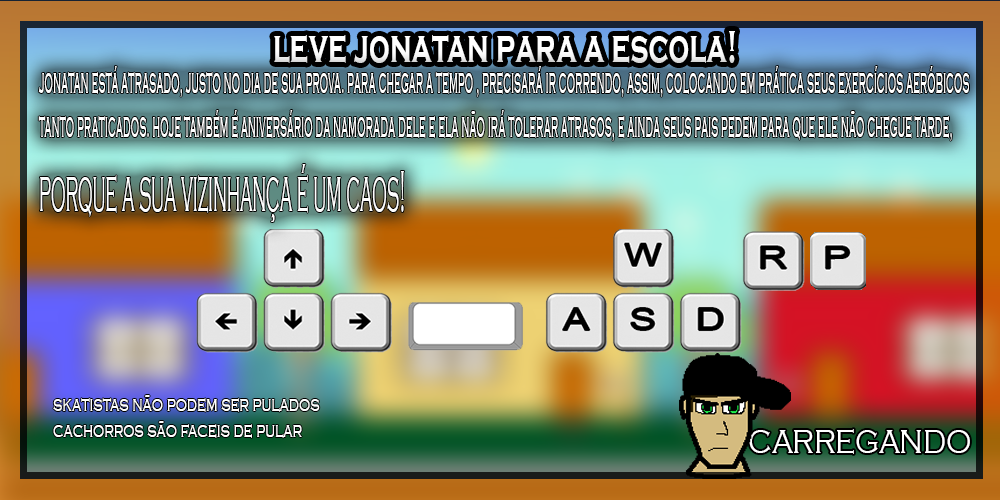 LEVE JONATAN PARA A ESCOLA!
JONATAN ESTÁ ATRASADO, JUSTO NO DIA DE SUA PROVA. PARA CHEGAR A TEMPO , PRECISARÁ IR CORRENDO, ASSIM, COLOCANDO EM PRÁTICA SEUS EXERCÍCIOS AERÓBICOS
TANTO PRATICADOS. HOJE TAMBÉM É ANIVERSÁRIO DA NAMORADA DELE E ELA NÃO IRÁ TOLERAR ATRASOS, E AINDA SEUS PAIS PEDEM PARA QUE ELE NÃO CHEGUE TARDE,
PORQUE A SUA VIZINHANÇA É UM CAOS!
↑ W R P
← ↓ → A S D
SKATISTAS NÃO PODEM SER PULADOS
CACHORROS SÃO FACEIS DE PULAR
CARREGANDO